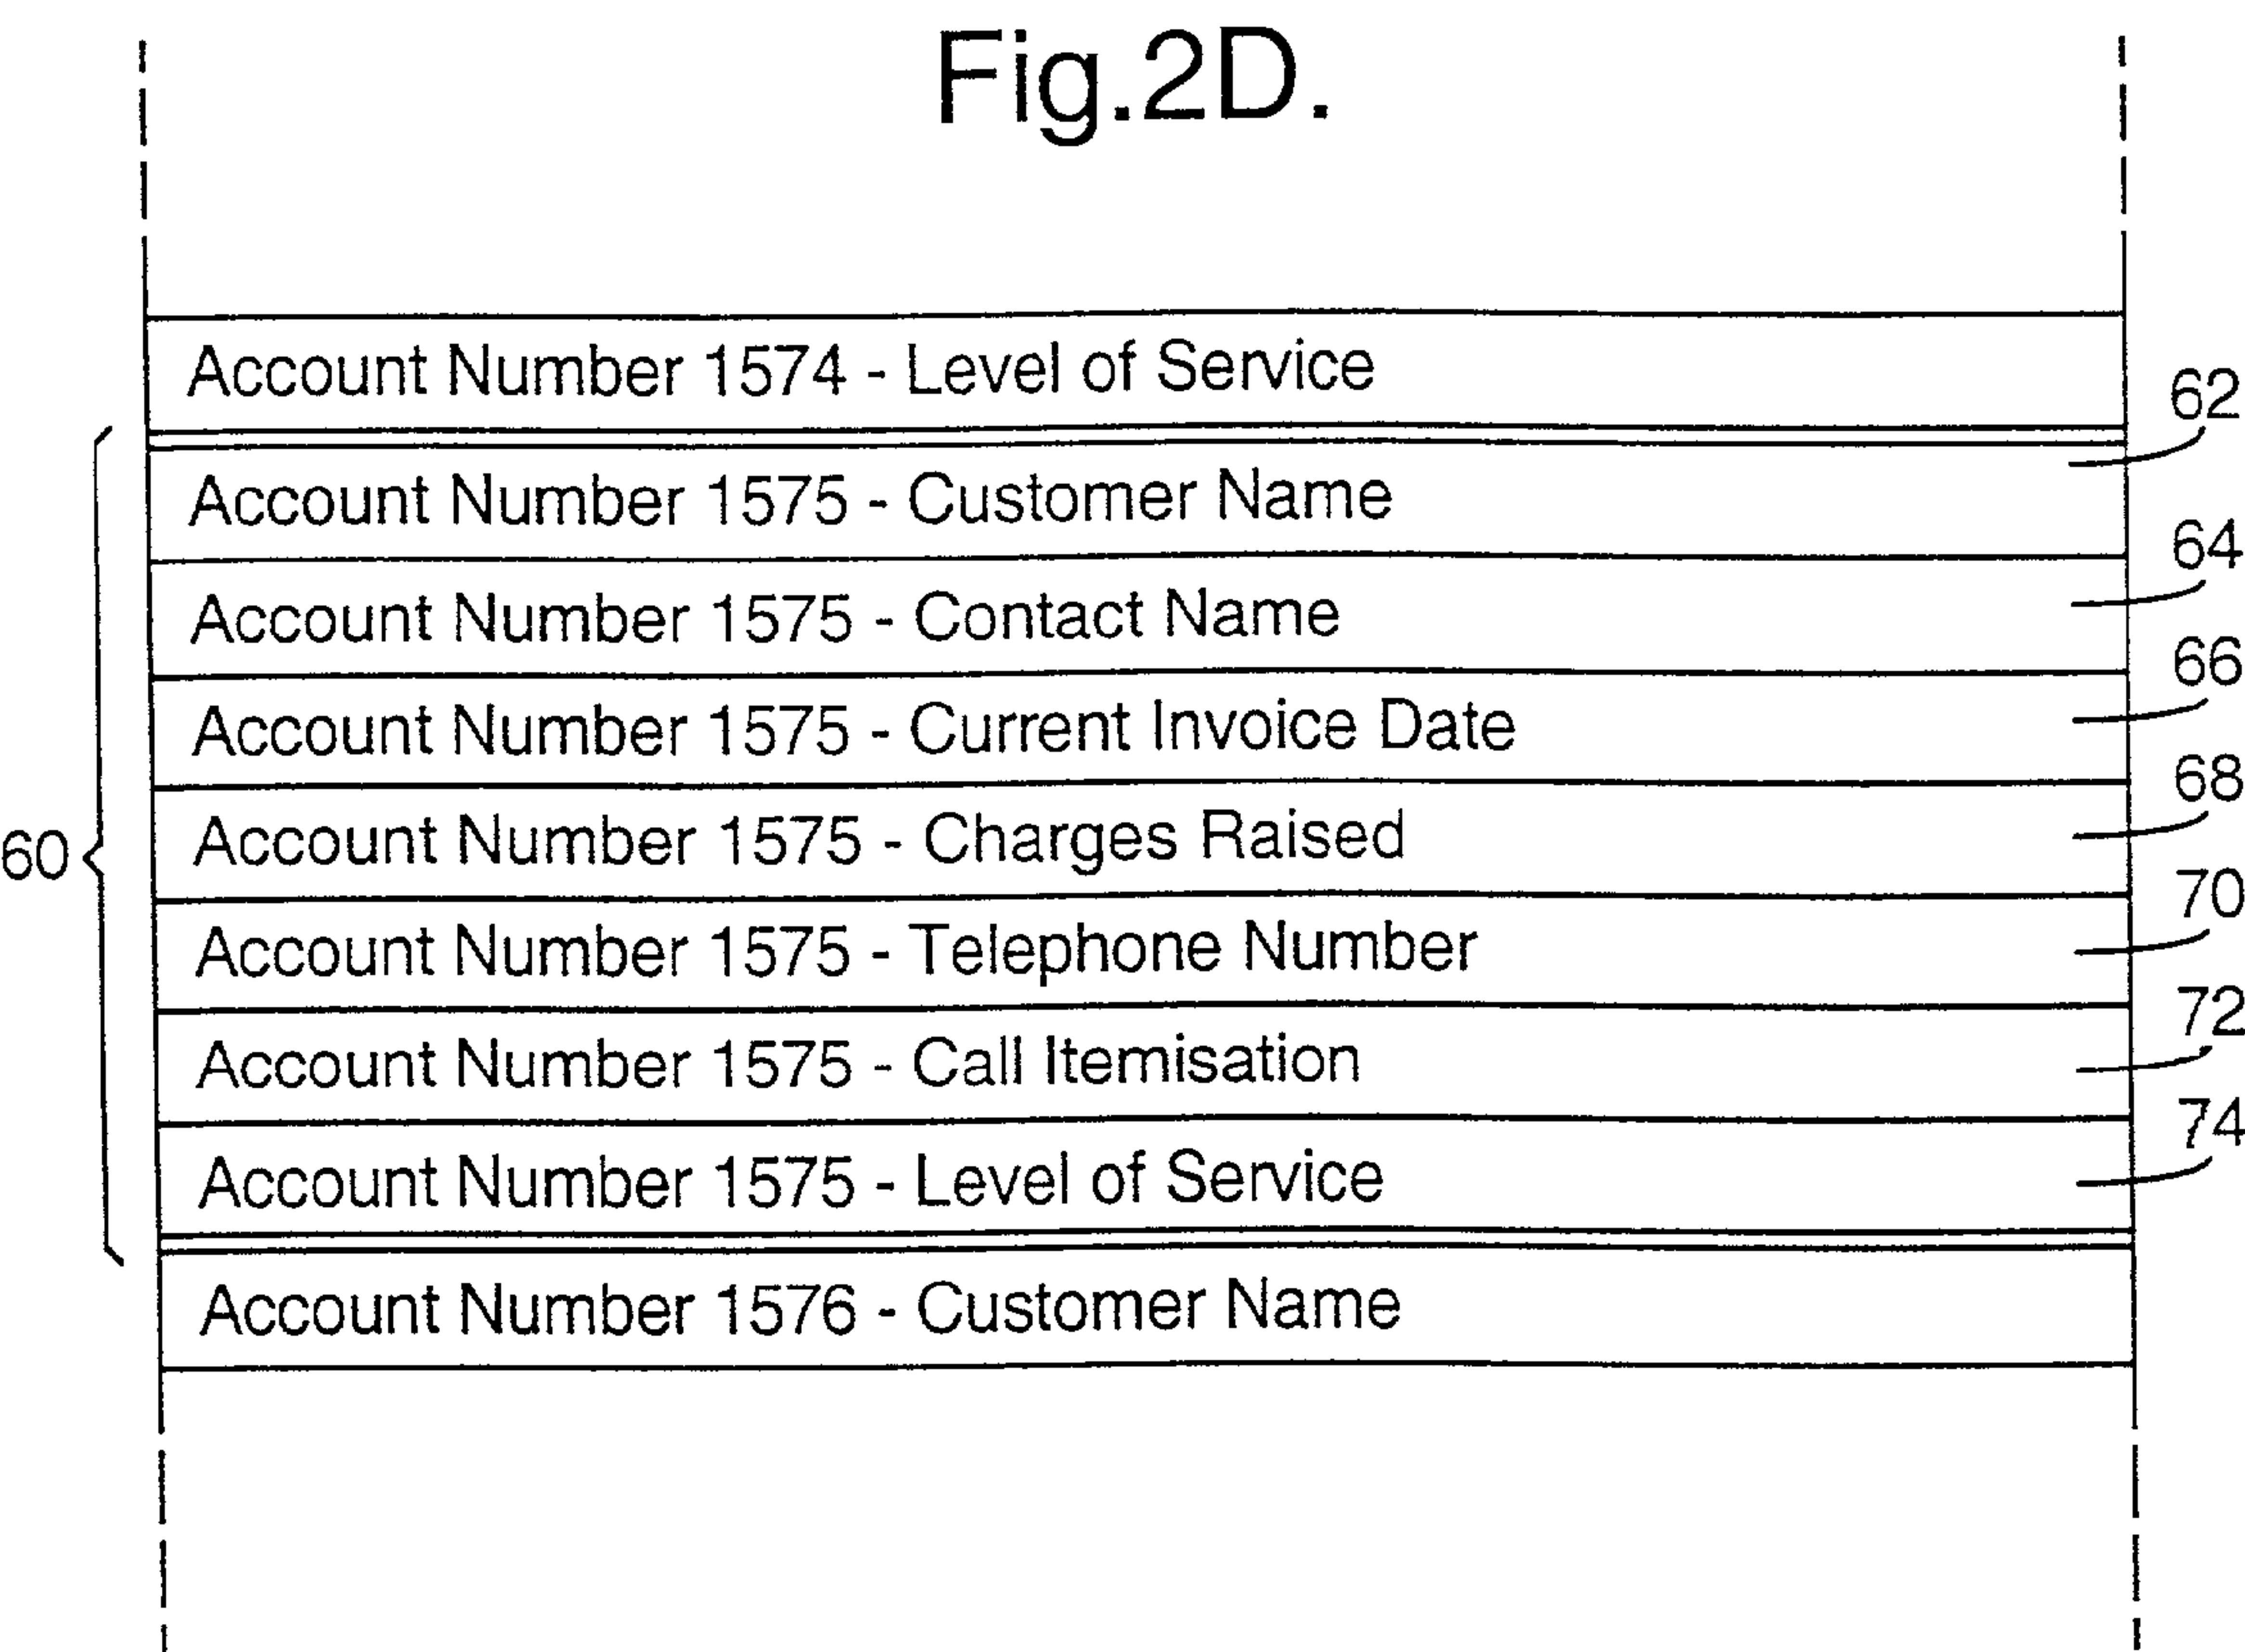 Fig.2D.
Account Number 1574 - Level of Service
62
Account Number 1575 - Customer Name
64
Account Number 1575 - Contact Name
66
Account Number 1575 - Current Invoice Date
68
60
Account Number 1575 - Charges Raised
70
Account Number 1575 - Telephone Number
72
Account Number 1575 - Call Itemisation
74
Account Number 1575 - Level of Service
Account Number 1576 - Customer Name